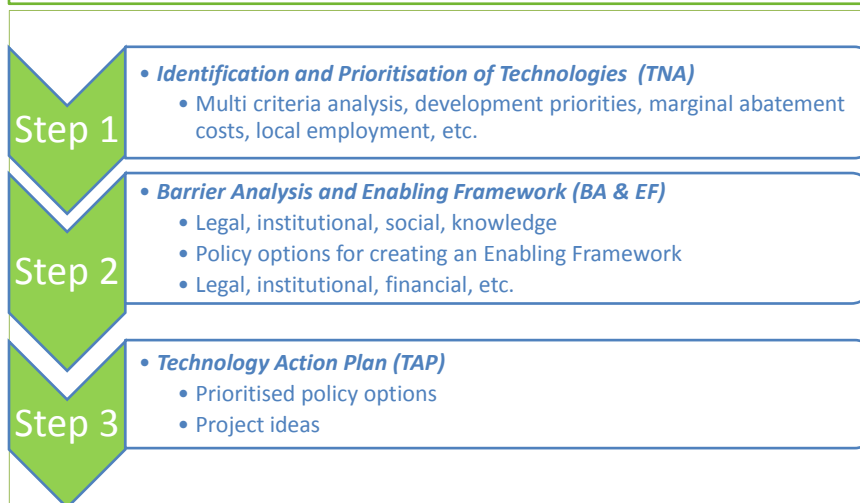 Step 1
• Identification and Prioritisation of Technologies (TNA)
• Multi criteria analysis, development priorities, marginal abatement
costs, local employment, etc.
Step 2
• Barrier Analysis and Enabling Framework (BA & EF)
• Legal, institutional, social, knowledge
• Policy options for creating an Enabling Framework
• Legal, institutional, financial, etc.
Step 3
• Technology Action Plan (TAP)
• Prioritised policy options
• Project ideas